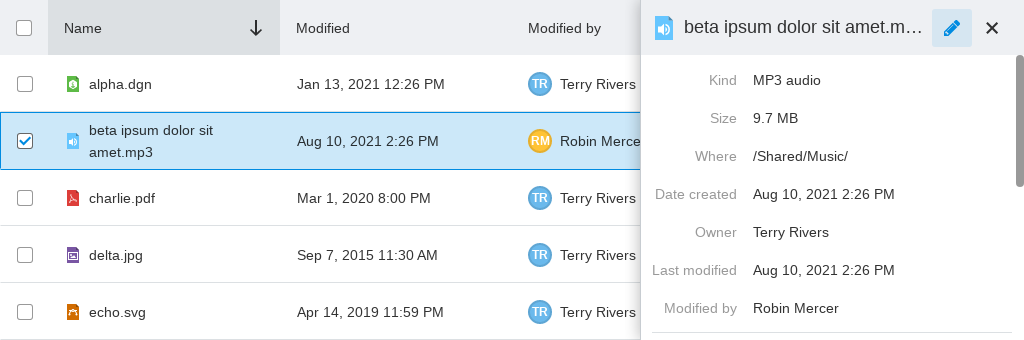 Name Modified Modified by
alpha.dgn Jan 13, 2021 12:26 PM TR Terry Rivers
beta ipsum dolor sit
amet.mp3 Aug 10, 2021 2:26 PM RM Robin Merce
charlie.pdf Mar 1, 2020 8:00 PM TR Terry Rivers
delta.jpg Sep 7, 2015 11:30 AM TR Terry Rivers
echo.svg Apr 14, 2019 11:59 PM TR Terry Rivers
beta ipsum dolor sit amet.m…
Kind MP3 audio
Size 9.7 MB
Where /Shared/Music/
Date created Aug 10, 2021 2:26 PM
Owner Terry Rivers
Last modified Aug 10, 2021 2:26 PM
Modified by Robin Mercer